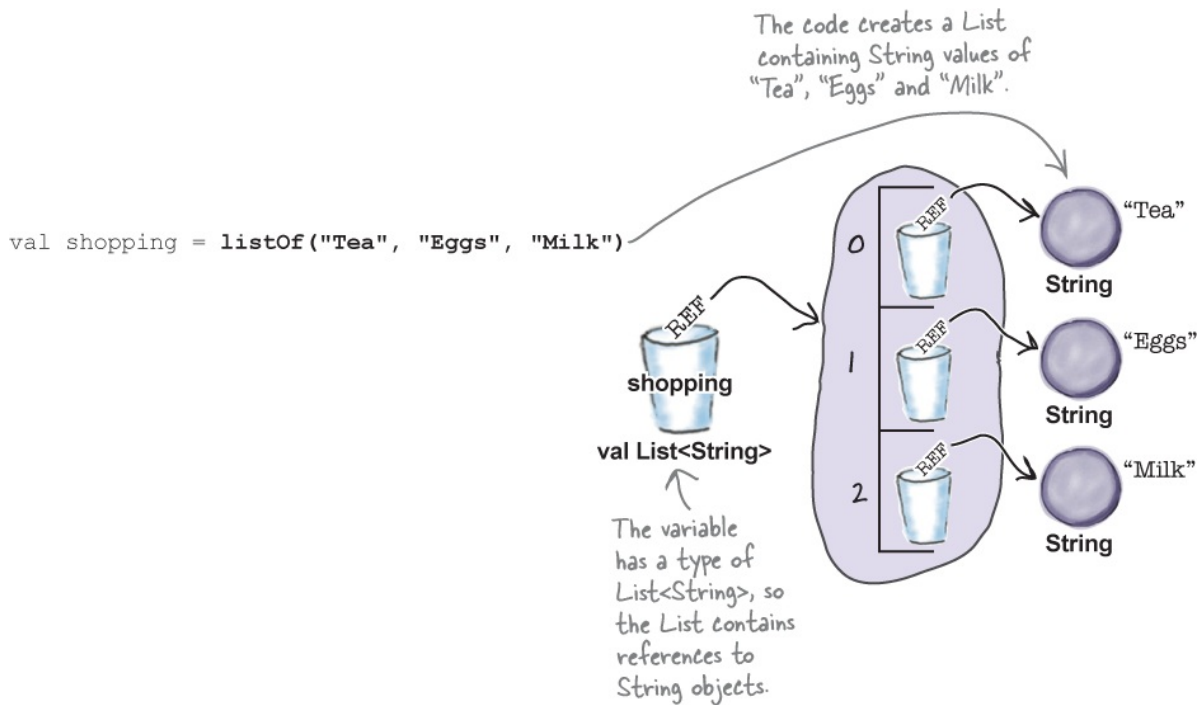 The code creates a List
containing String values of
“Tea”, “Eggs” and “Milk”.
val shopping = listOf("Tea", "Eggs", "Milk")
REF
shopping
val List<String>
The variable
has a type of
List<String>, so
the List contains
references to
String objects.
0
REF
“Tea”
String
1
REF
“Eggs”
String
2
REF
“Milk”
String